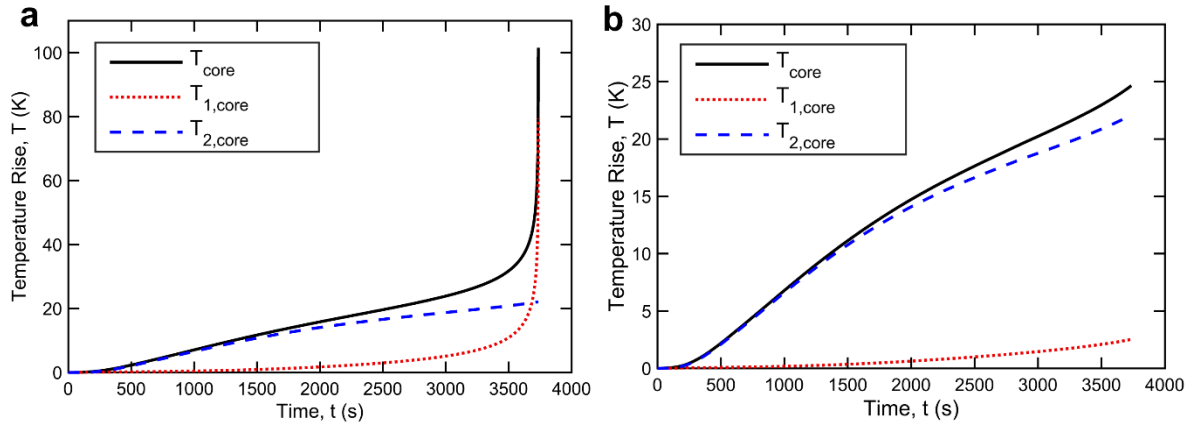 a
Temperature Rise, T (K)
100
80
60
40
20
0
T_core
T_1,core
T_2,core
0 500 1000 1500 2000 2500 3000 3500 4000
Time, t (s)
b
Temperature Rise, T (K)
30
25
20
15
10
5
0
T_core
T_1,core
T_2,core
0 500 1000 1500 2000 2500 3000 3500 4000
Time, t (s)